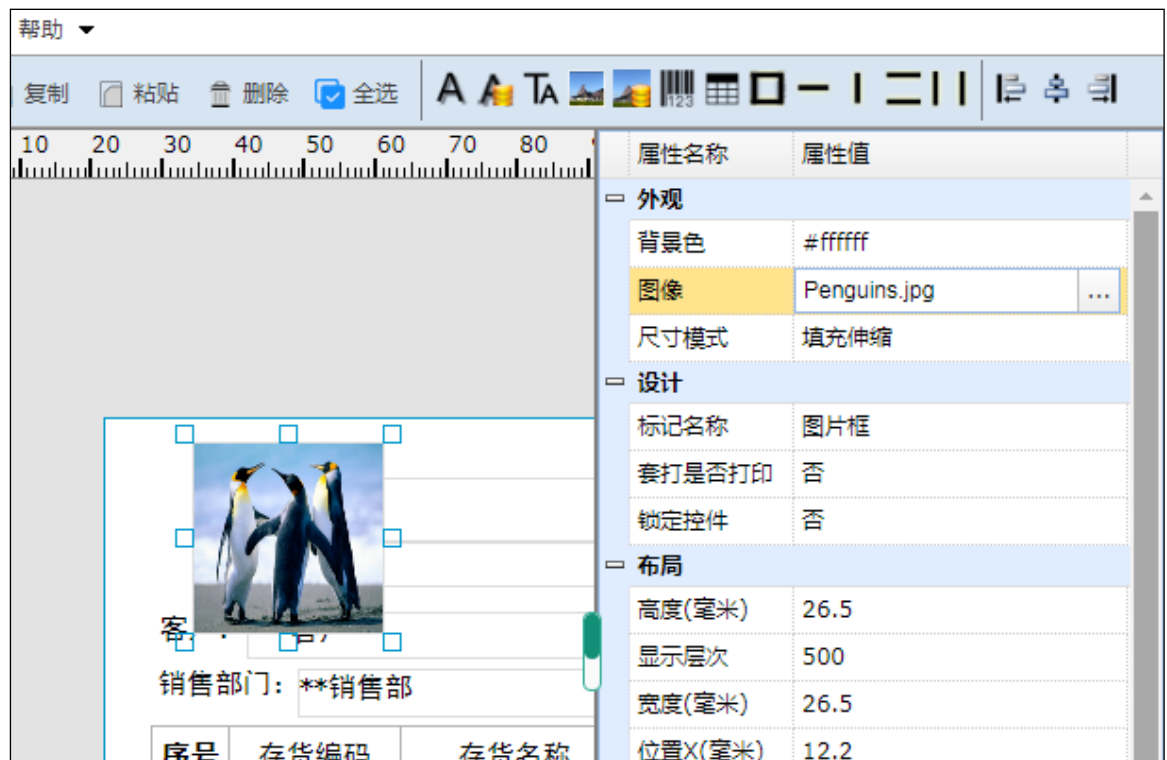 帮助
复制 粘贴 删除 全选 A A TA 123
10 20 30 40 50 60 70 80
属性名称 属性值
外观
背景色 #ffffff
图像 Penguins.jpg ...
尺寸模式 填充伸缩
设计
标记名称 图片框
套打是否打印 否
锁定控件 否
布局
高度(毫米) 26.5
显示层次 500
宽度(毫米) 26.5
位置X(毫米) 12.2
客
销售部门：**销售部
序号 存货编码 存货名称